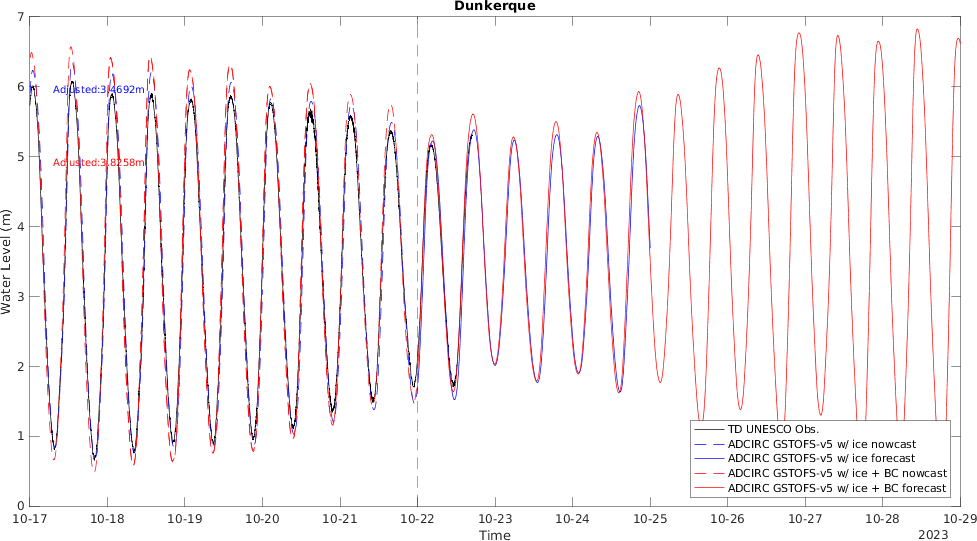 Dunkerque
7
6
5
4
3
2
1
0
Water Level (m)
Adjusted:3.4692m
Adjusted:3.8258m
TD UNESCO Obs.
ADCIRC GSTOFS-v5 w/ ice nowcast
ADCIRC GSTOFS-v5 w/ ice forecast
ADCIRC GSTOFS-v5 w/ ice + BC nowcast
ADCIRC GSTOFS-v5 w/ ice + BC forecast
10-17 10-18 10-19 10-20 10-21 10-22 10-23 10-24 10-25 10-26 10-27 10-28 10-29
Time
2023